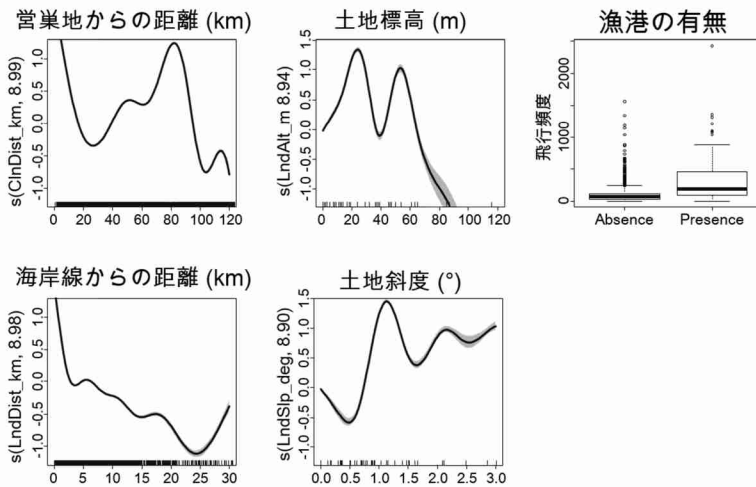 営巣地からの距離 (km)
s(ClnDist_km, 8.99)
1.0
0.5
0.0
-0.5
-1.0
0 20 40 60 80 100 120
土地標高 (m)
s(LndAlt_m 8.94)
1.5
1.0
0.5
0.0
-0.5
-1.0
0 20 40 60 80 100 120
漁港の有無
飛行頻度
2000
1000
0
Absence Presence
海岸線からの距離 (km)
s(LndDist_km, 8.98)
1.0
0.5
0.0
-0.5
-1.0
0 5 10 15 20 25 30
土地斜度 (°)
s(LndSlp_deg, 8.90)
1.5
1.0
0.5
0.0
-0.5
-1.0
0.0 0.5 1.0 1.5 2.0 2.5 3.0